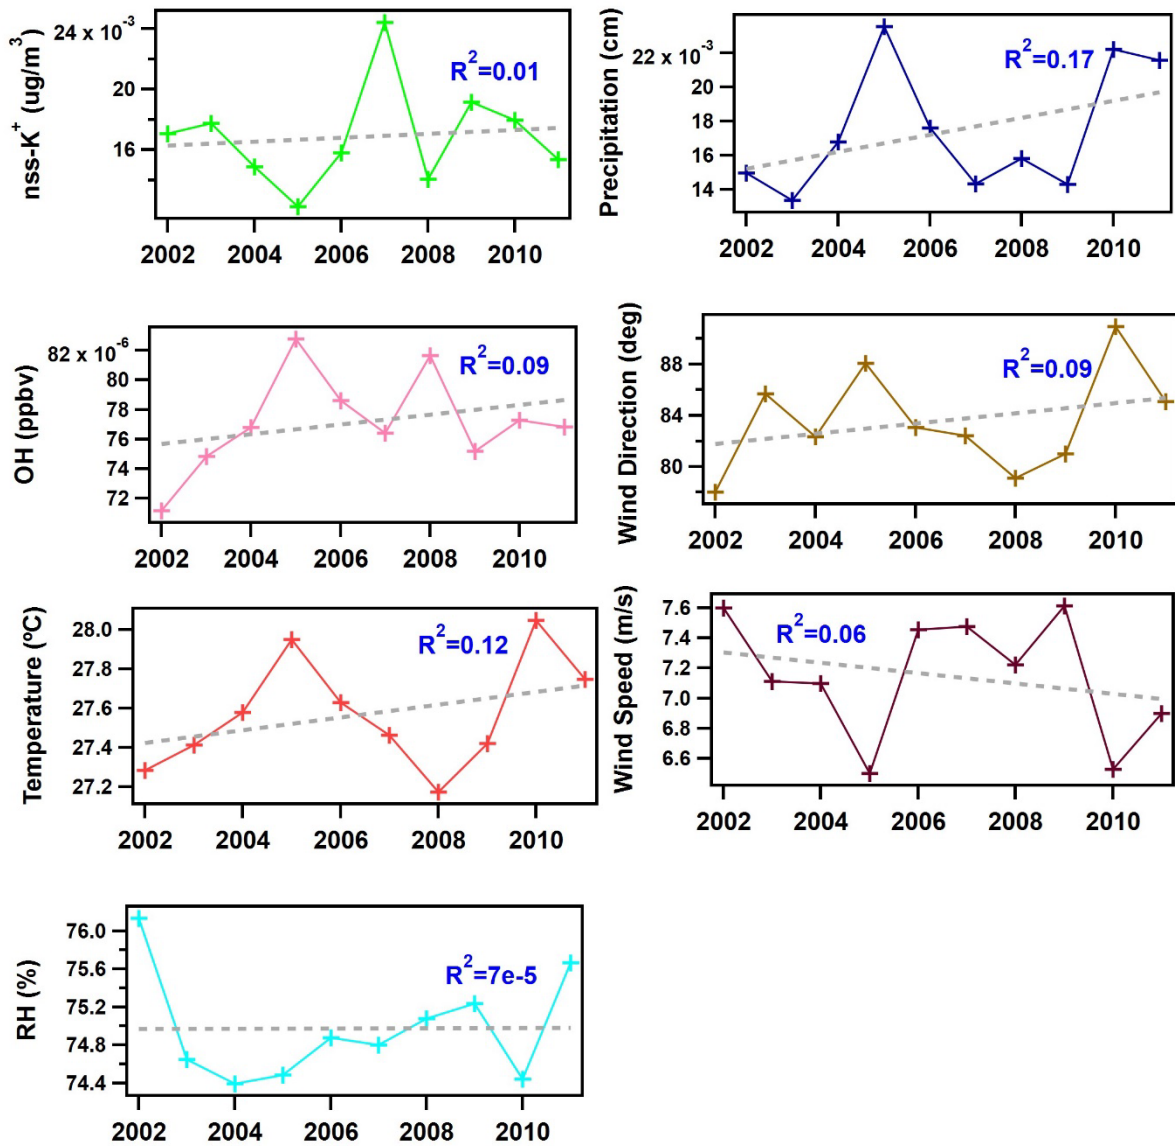 nss-K⁺ (ug/m³)
24 x 10⁻³
20
16
R²=0.01
2002 2004 2006 2008 2010
Precipitation (cm)
22 x 10⁻³
20
18
16
14
R²=0.17
2002 2004 2006 2008 2010
OH (ppbv)
82 x 10⁻⁶
80
78
76
74
72
R²=0.09
2002 2004 2006 2008 2010
Wind Direction (deg)
88
84
80
R²=0.09
2002 2004 2006 2008 2010
Temperature (ºC)
28.0
27.8
27.6
27.4
27.2
R²=0.12
2002 2004 2006 2008 2010
Wind Speed (m/s)
7.6
7.4
7.2
7.0
6.8
6.6
R²=0.06
2002 2004 2006 2008 2010
RH (%)
76.0
75.6
75.2
74.8
74.4
R²=7e-5
2002 2004 2006 2008 2010